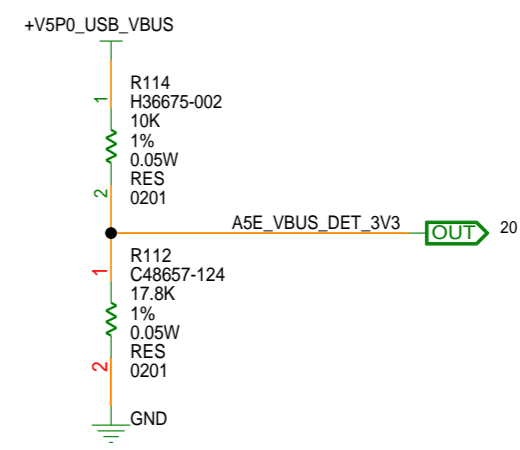 +V5P0_USB_VBUS
1
R114
H36675-002
10K
1%
0.05W
RES
0201
2
A5E_VBUS_DET_3V3
OUT
20
1
R112
C48657-124
17.8K
1%
0.05W
RES
0201
2
GND